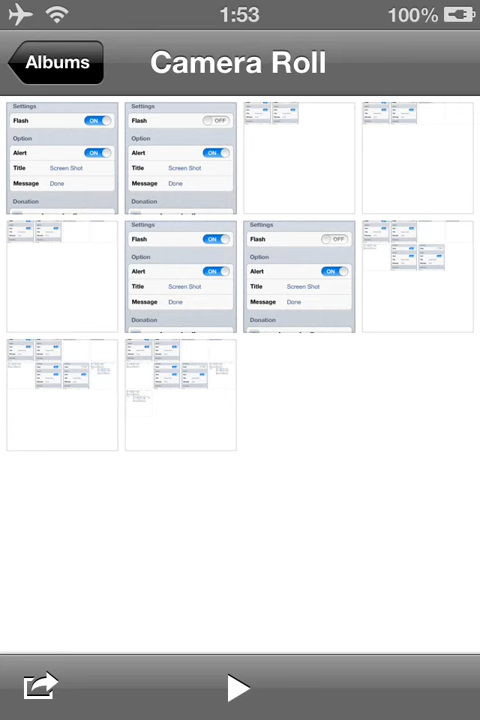 1:53
100%
Albums
Camera Roll
Settings
Flash ON
Option
Alert ON
Title Screen Shot
Message Done
Settings
Flash OFF
Option
Alert ON
Title Screen Shot
Message Done
Settings
Flash ON
Option
Alert ON
Title Screen Shot
Message Done
Donation
Settings
Flash OFF
Option
Alert ON
Title Screen Shot
Message Done
Donation